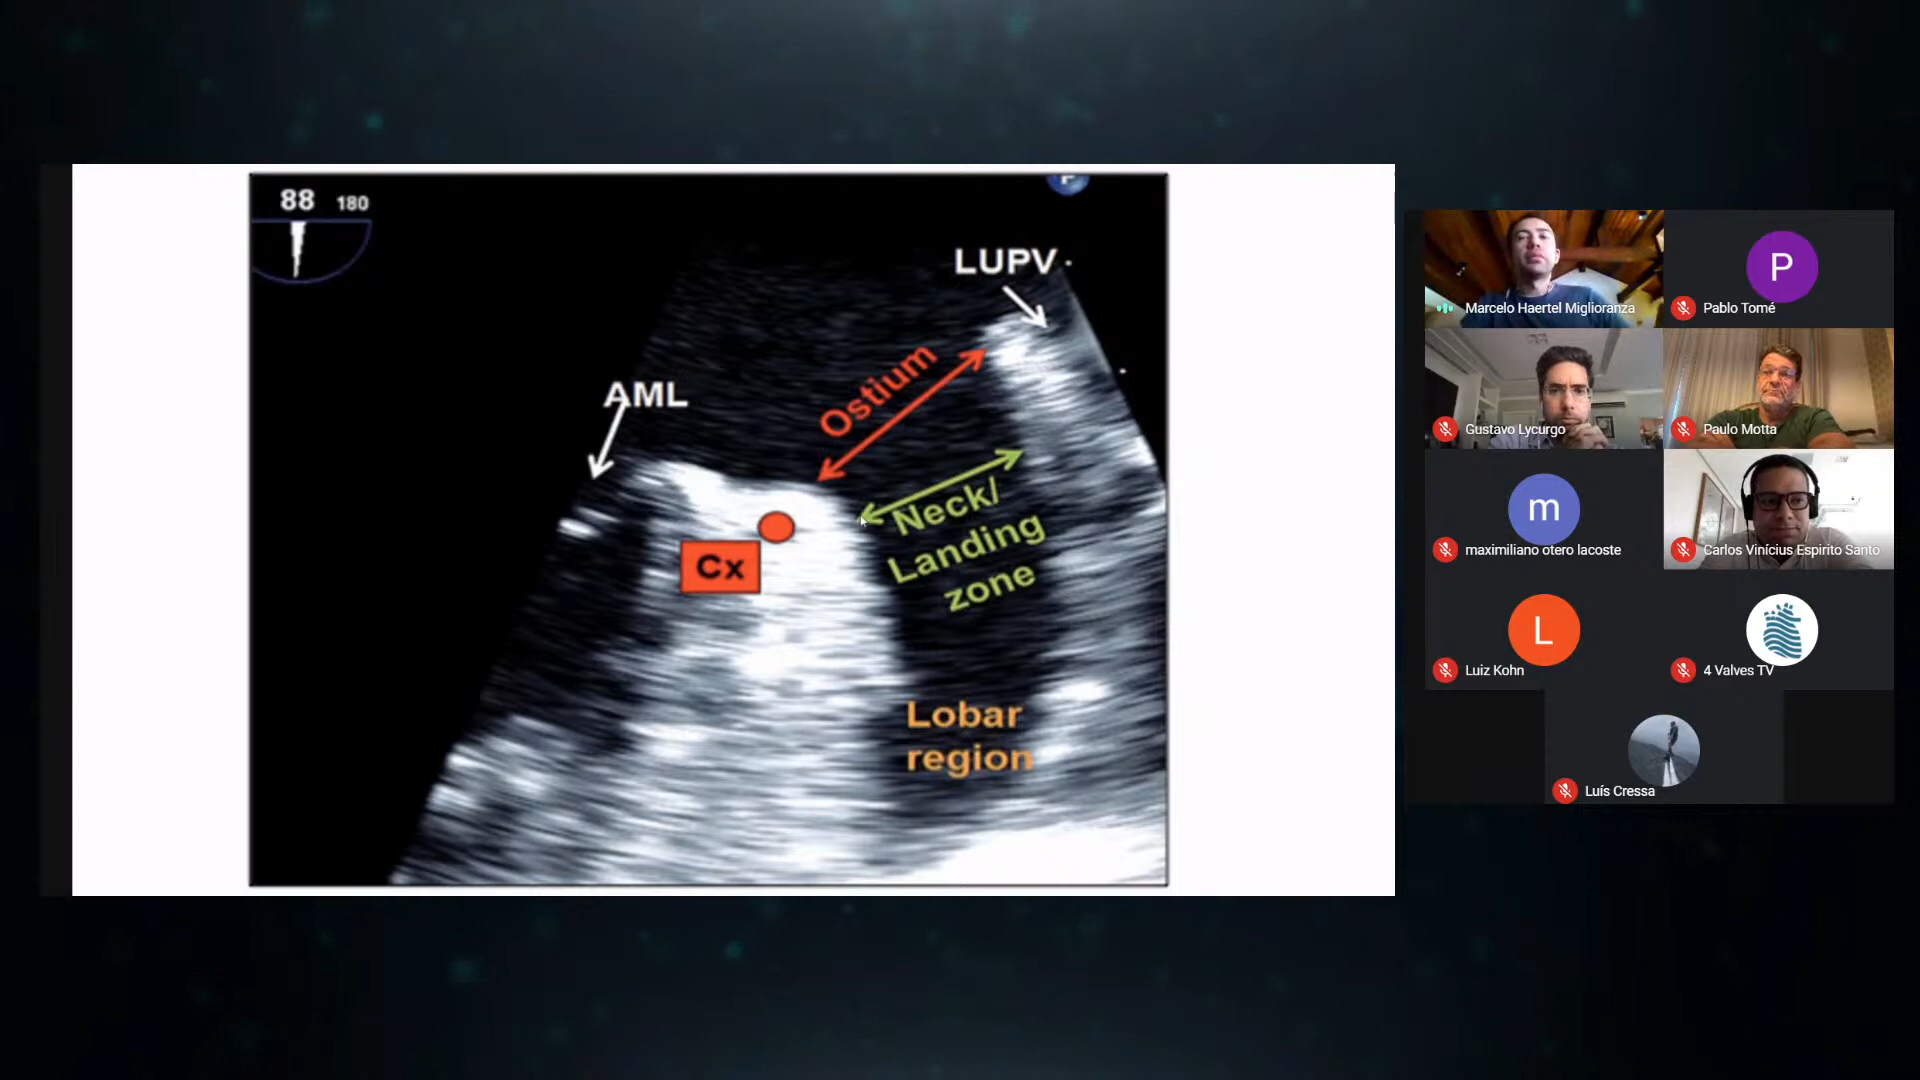 88 180
P
LUPV
AML
Ostium
Neck/
Landing
zone
Cx
Lobar
region
Marcelo Haertel Miglioranza
P
Pablo Tomé
Gustavo Lycurgo
Paulo Motta
m
maximiliano otero lacoste
Carlos Vinícius Espirito Santo
L
Luiz Kohn
4 Valves TV
Luís Cressa